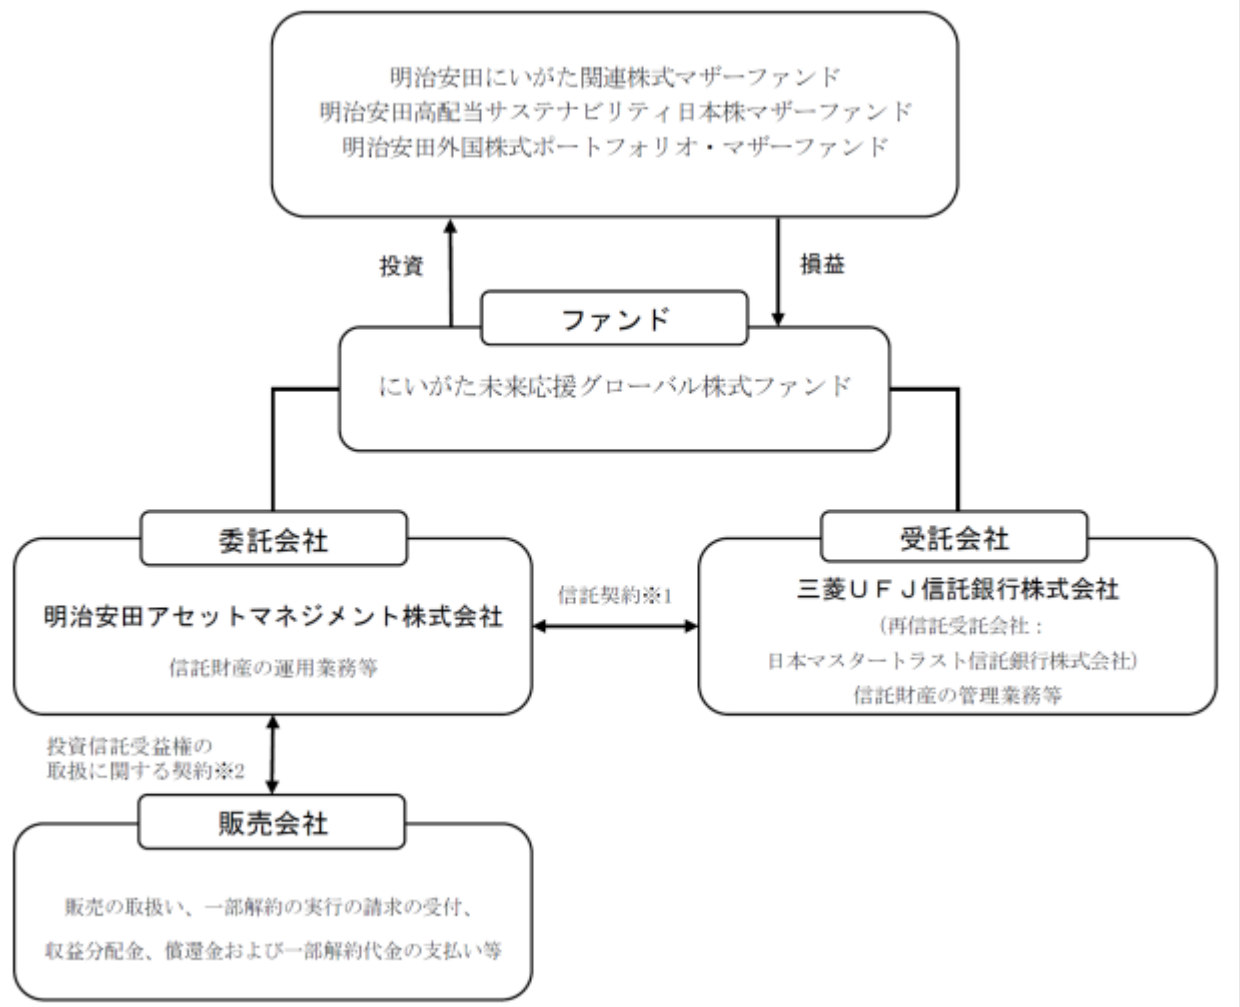 明治安田にいがた関連株式マザーファンド
明治安田高配当サステナビリティ日本株マザーファンド
明治安田外国株式ポートフォリオ・マザーファンド
投資
損益
ファンド
にいがた未来応援グローバル株式ファンド
委託会社
明治安田アセットマネジメント株式会社
信託財産の運用業務等
信託契約※1
受託会社
三菱ＵＦＪ信託銀行株式会社
（再信託受託会社：
日本マスタートラスト信託銀行株式会社）
信託財産の管理業務等
投資信託受益権の
取扱に関する契約※2
販売会社
販売の取扱い、一部解約の実行の請求の受付、
収益分配金、償還金および一部解約代金の支払い等